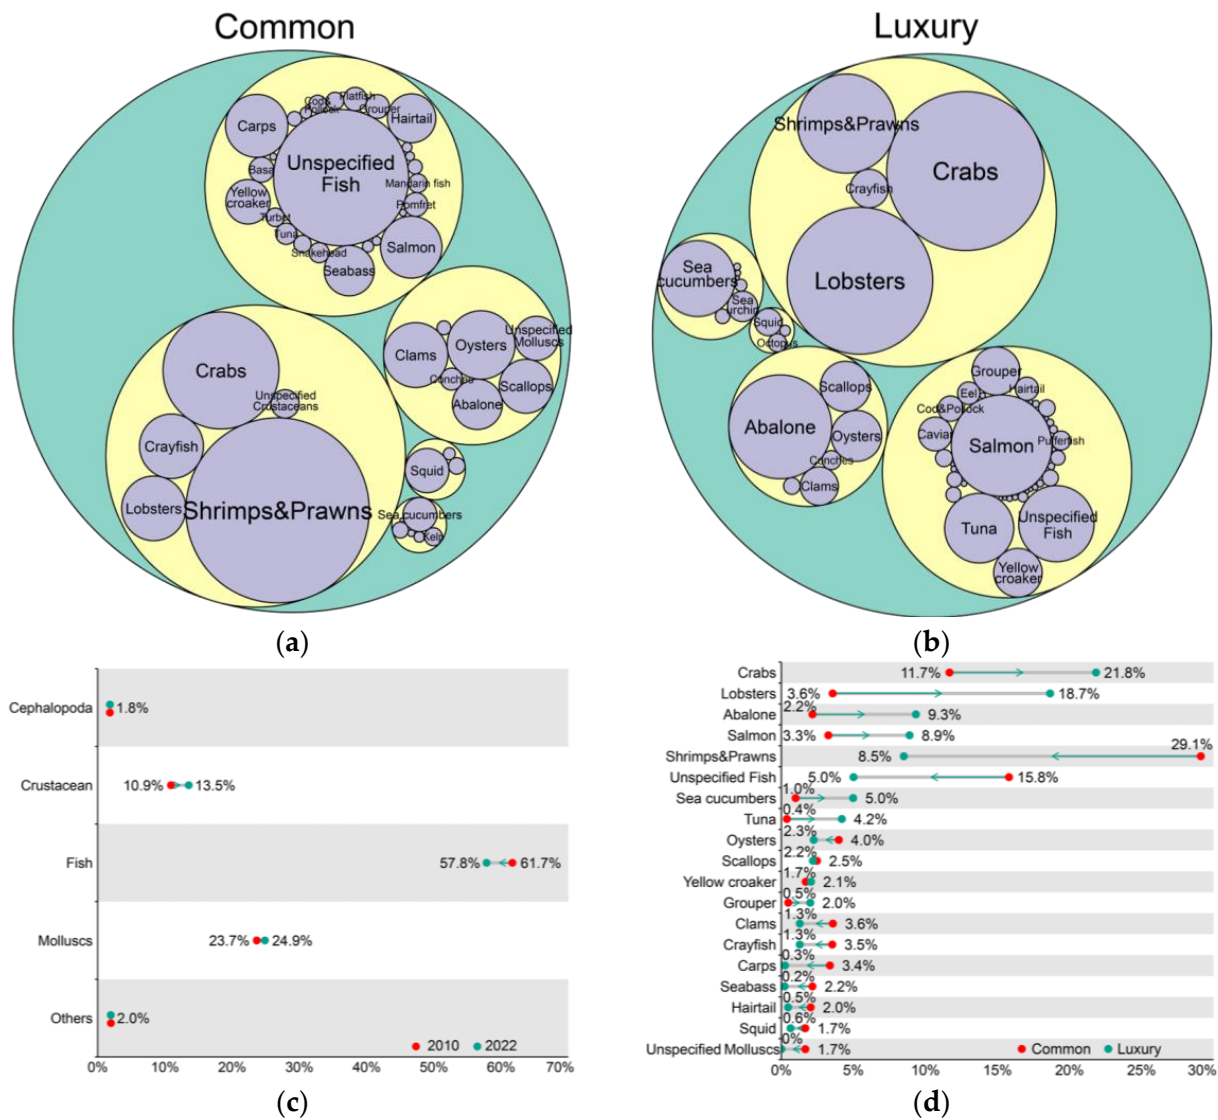 Common
Luxury
Cod&
Pollock
Flatfish
Grouper
Hairtail
Carps
Unspecified
Fish
Basa
Mandarin fish
Yellow
croaker
Pomfret
Turbot
Tuna
Snakehead
Salmon
Seabass
Clams
Oysters
Unspecified
Molluscs
Conches
Scallops
Abalone
Crabs
Unspecified
Crustaceans
Crayfish
Lobsters
Shrimps&Prawns
Squid
Sea cucumbers
Kelp
Shrimps&Prawns
Crabs
Crayfish
Lobsters
Sea
cucumbers
Sea
urchin
Squid
Octopus
Abalone
Scallops
Oysters
Conches
Clams
Grouper
Eel
Hairtail
Cod&Pollock
Caviar
Salmon
Pufferfish
Tuna
Unspecified
Fish
Yellow
croaker
(a)
(b)
Cephalopoda 1.8%
Crustacean 10.9% 13.5%
Fish 57.8% 61.7%
Molluscs 23.7% 24.9%
Others 2.0%
2010 2022
0% 10% 20% 30% 40% 50% 60% 70%
(c)
Crabs 11.7% 21.8%
Lobsters 3.6% 18.7%
Abalone 2.2% 9.3%
Salmon 3.3% 8.9%
Shrimps&Prawns 8.5% 29.1%
Unspecified Fish 5.0% 15.8%
Sea cucumbers 1.0% 5.0%
Tuna 0.4% 4.2%
Oysters 2.3% 4.0%
Scallops 2.2% 2.5%
Yellow croaker 1.7% 2.1%
Grouper 0.5% 2.0%
Clams 1.3% 3.6%
Crayfish 1.3% 3.5%
Carps 0.3% 3.4%
Seabass 0.2% 2.2%
Hairtail 0.5% 2.0%
Squid 0.6% 1.7%
Unspecified Molluscs 0% 1.7%
Common Luxury
0% 5% 10% 15% 20% 25% 30%
(d)